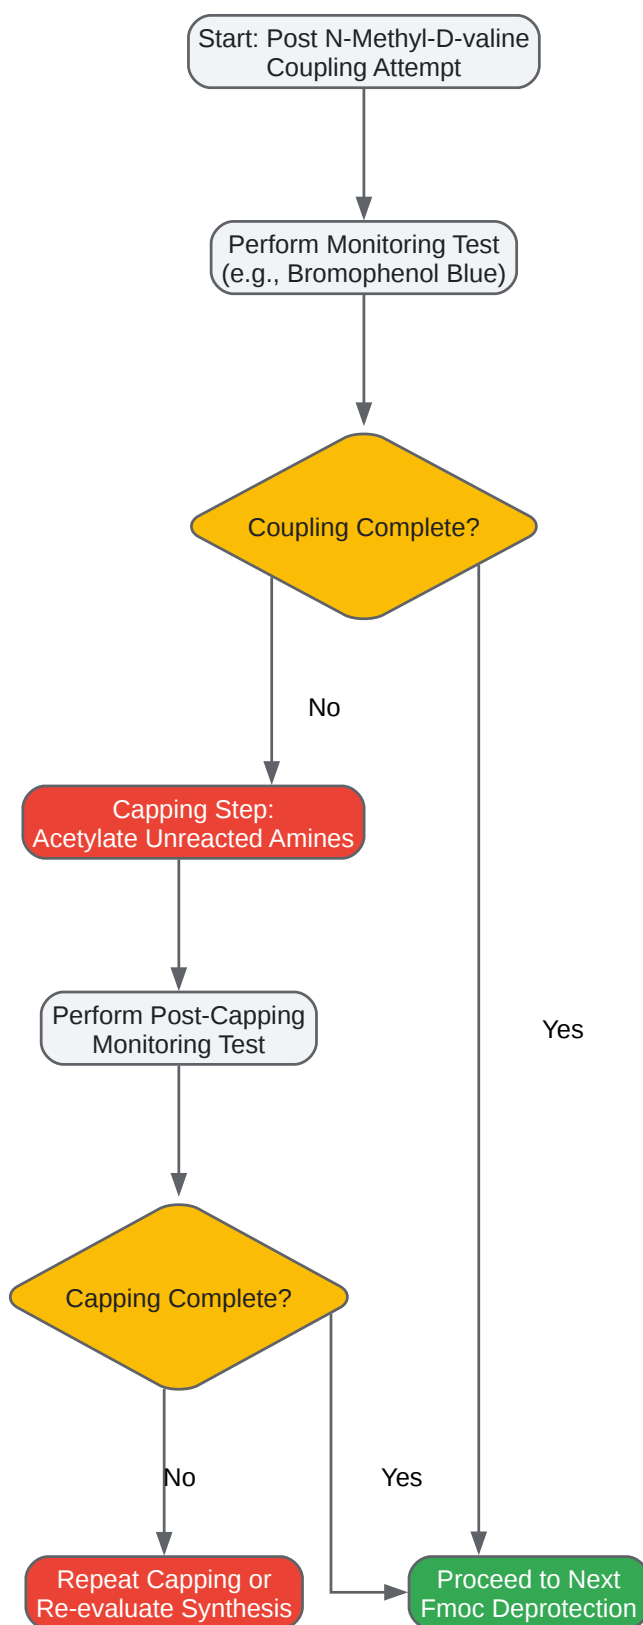 Start: Post N-Methyl-D-valine
Coupling Attempt
Perform Monitoring Test
(e.g., Bromophenol Blue)
Coupling Complete?
No
Capping Step:
Acetylate Unreacted Amines
Perform Post-Capping
Monitoring Test
Yes
Capping Complete?
No
Yes
Repeat Capping or
Re-evaluate Synthesis
Proceed to Next
Fmoc Deprotection